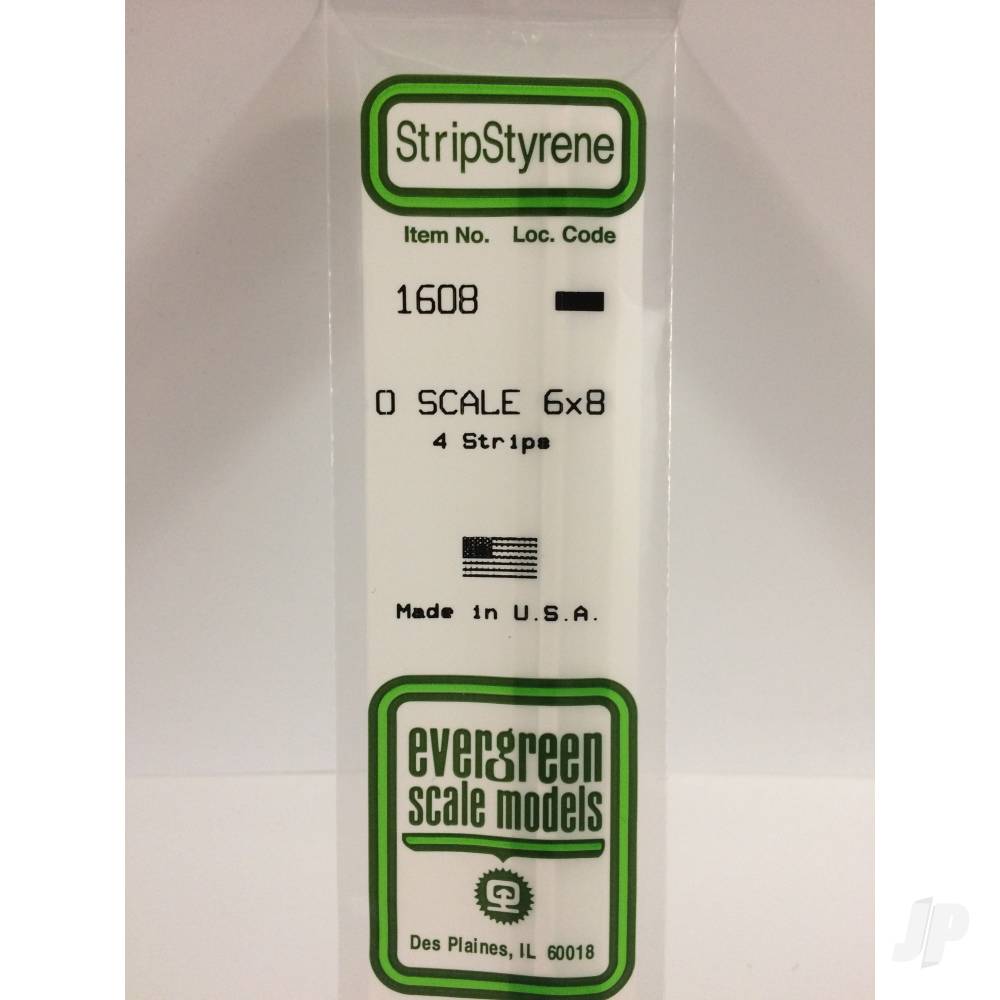 StripStyrene
Item No. Loc. Code
1608
O SCALE 6x8
4 Strips
Made in U.S.A.
evergreen
scale models
Des Plaines, IL 60018
JP